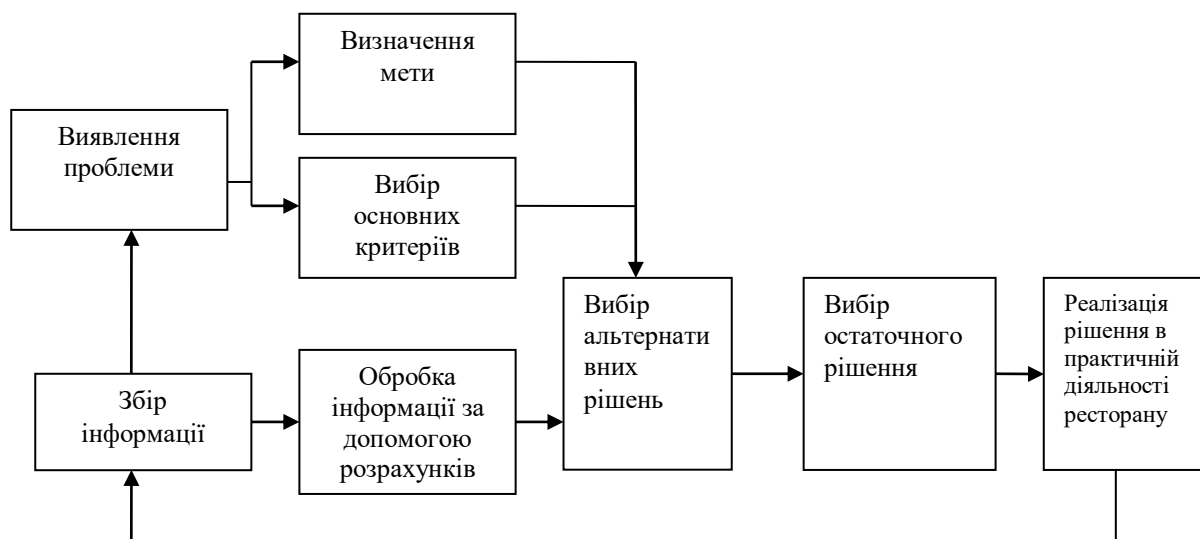 Визначення
мети
Виявлення
проблеми
Вибір
основних
критеріїв
Збір
інформації
Обробка
інформації за
допомогою
розрахунків
Вибір
альтернати
вних
рішень
Вибір
остаточного
рішення
Реалізація
рішення в
практичній
діяльності
ресторану